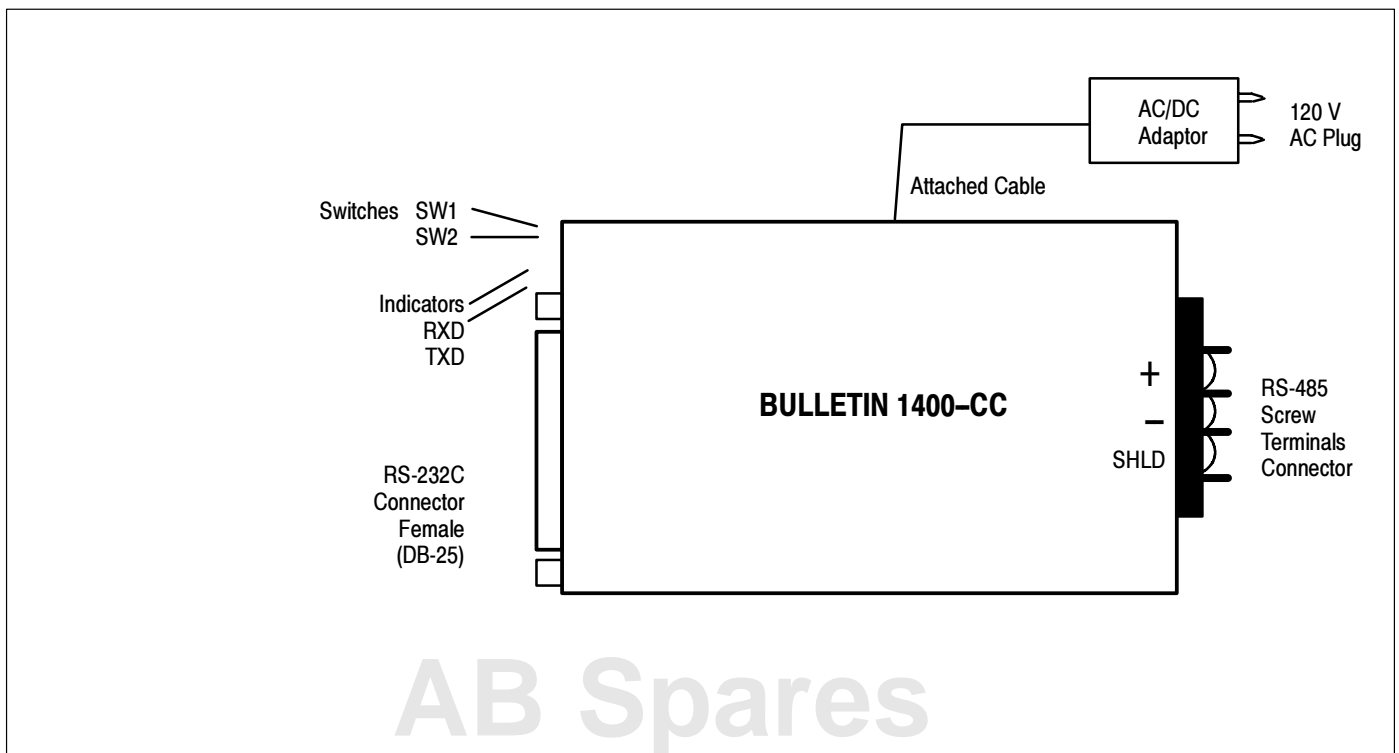 AC/DC
Adaptor
120 V
AC Plug
Attached Cable
Switches SW1
SW2
Indicators
RXD
TXD
BULLETIN 1400–CC
+
–
SHLD
RS-485
Screw
Terminals
Connector
RS-232C
Connector
Female
(DB-25)
AB Spares